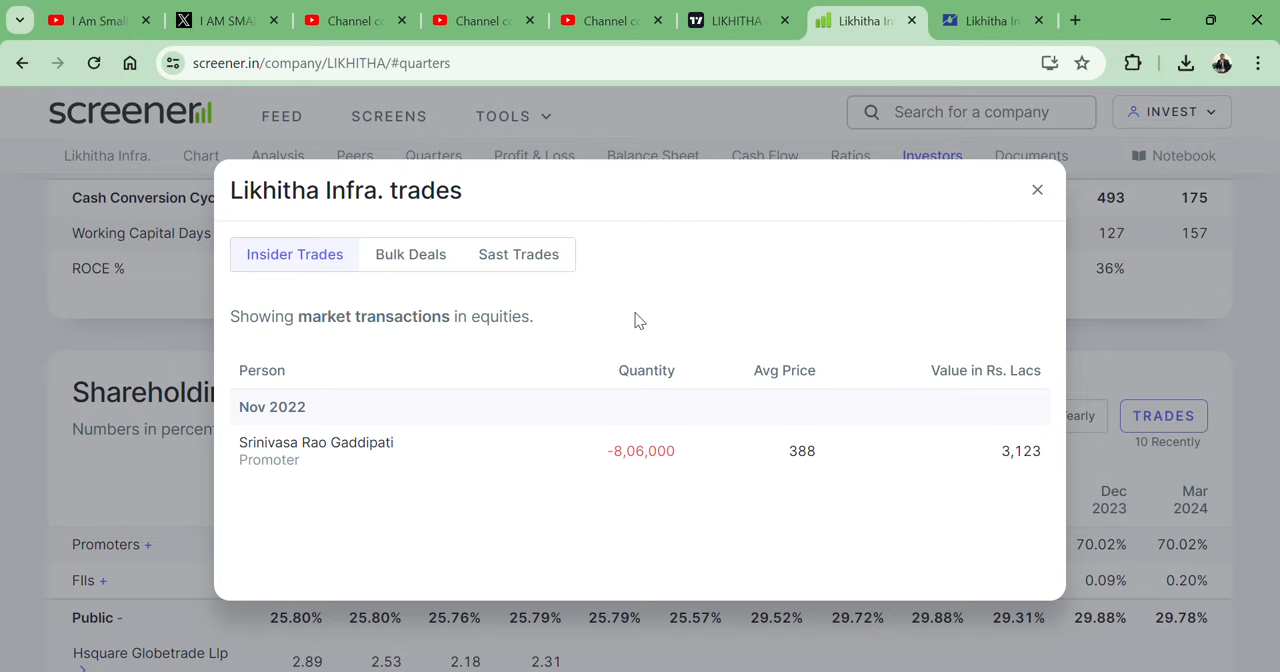 I Am Small
I AM SMA
Channel co
Channel co
Channel co
LIKHITHA
Likhitha In
Likhitha In
screener.in/company/LIKHITHA/#quarters
screener
FEED
SCREENS
TOOLS
Search for a company
INVEST
Likhitha Infra.
Chart
Analysis
Peers
Quarters
Profit & Loss
Balance Sheet
Cash Flow
Ratios
Investors
Documents
Notebook
Likhitha Infra. trades
Cash Conversion Cyc
493 175
Working Capital Days
127 157
ROCE %
36%
Insider Trades
Bulk Deals
Sast Trades
Showing market transactions in equities.
Person Quantity Avg Price Value in Rs. Lacs
Nov 2022
Srinivasa Rao Gaddipati
Promoter
-8,06,000 388 3,123
Numbers in percent
TRADES
10 Recently
Dec 2023
Mar 2024
Promoters +
70.02% 70.02%
FIIs +
0.09% 0.20%
Public - 25.80% 25.80% 25.76% 25.79% 25.79% 25.57% 29.52% 29.72% 29.88% 29.31% 29.88% 29.78%
Hsquare Globetrade Llp 2.89 2.53 2.18 2.31